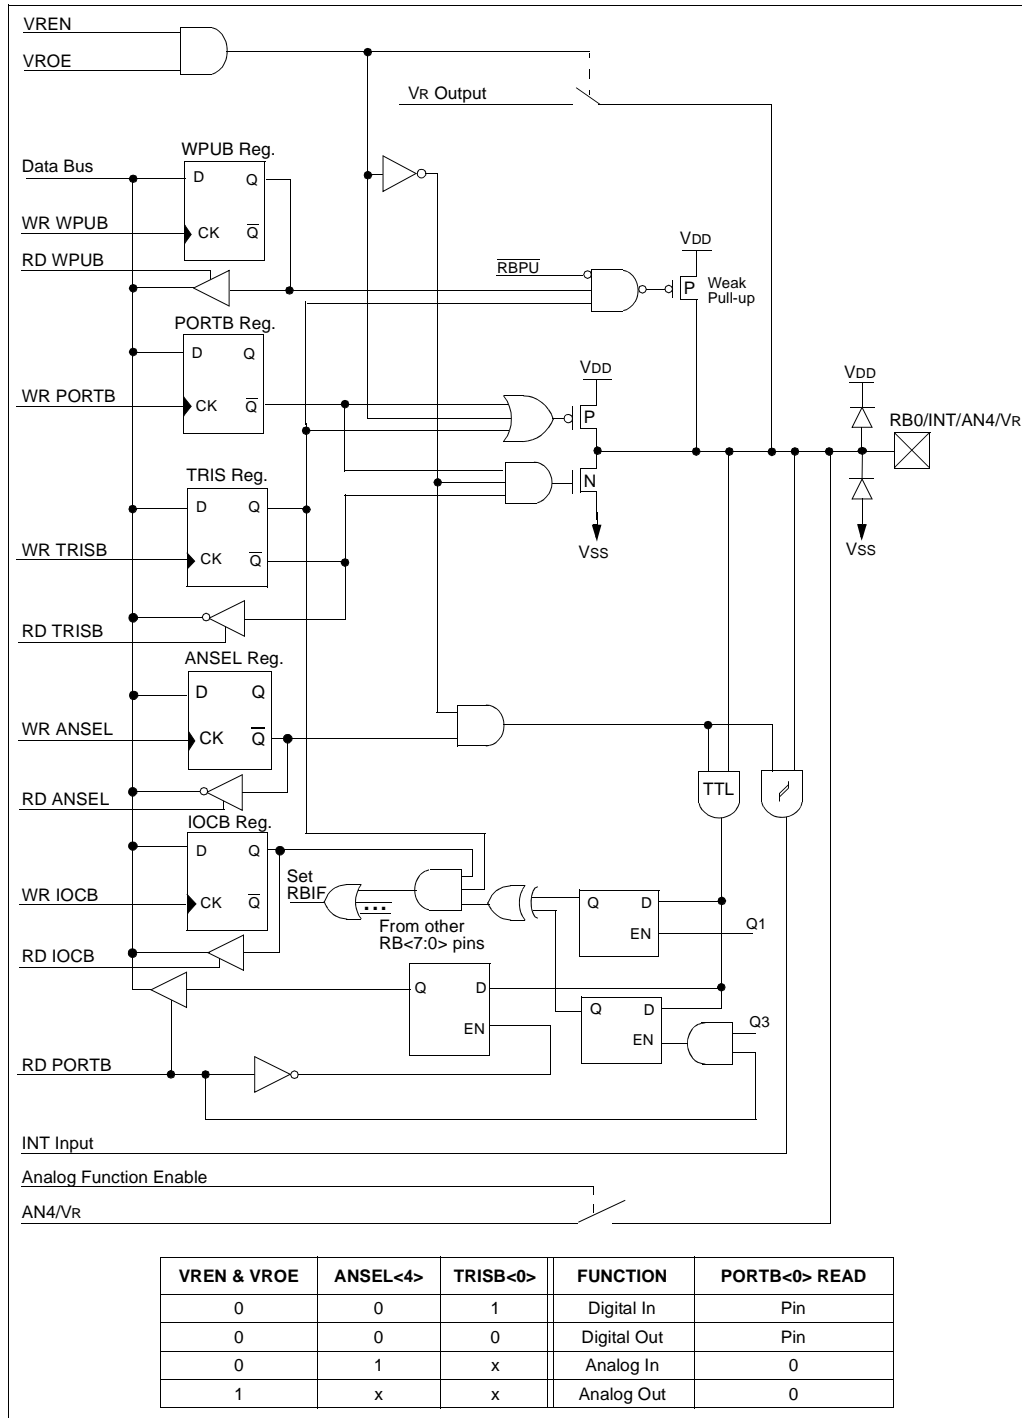 VREN
VROE
VR Output
WPUB Reg.
Data Bus
D Q
WR WPUB
CK Q
RD WPUB
VDD
RBPU
P
Weak
Pull-up
PORTB Reg.
D Q
WR PORTB
CK Q
VDD
P
VDD
RB0/INT/AN4/VR
TRIS Reg.
D Q
N
WR TRISB
CK Q
VSS
VSS
RD TRISB
ANSEL Reg.
D Q
WR ANSEL
CK Q
RD ANSEL
TTL
IOCB Reg.
D Q
Set
RBIF
WR IOCB
CK Q
...
From other
RB<7:0> pins
Q D
EN
Q1
RD IOCB
Q D
EN
Q D
EN
Q3
RD PORTB
INT Input
Analog Function Enable
AN4/VR
VREN & VROE ANSEL<4> TRISB<0> FUNCTION PORTB<0> READ
0 0 1 Digital In Pin
0 0 0 Digital Out Pin
0 1 x Analog In 0
1 x x Analog Out 0